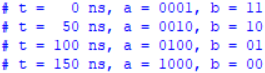 # t =   0 ns, a = 0001, b = 11
# t =  50 ns, a = 0010, b = 10
# t = 100 ns, a = 0100, b = 01
# t = 150 ns, a = 1000, b = 00